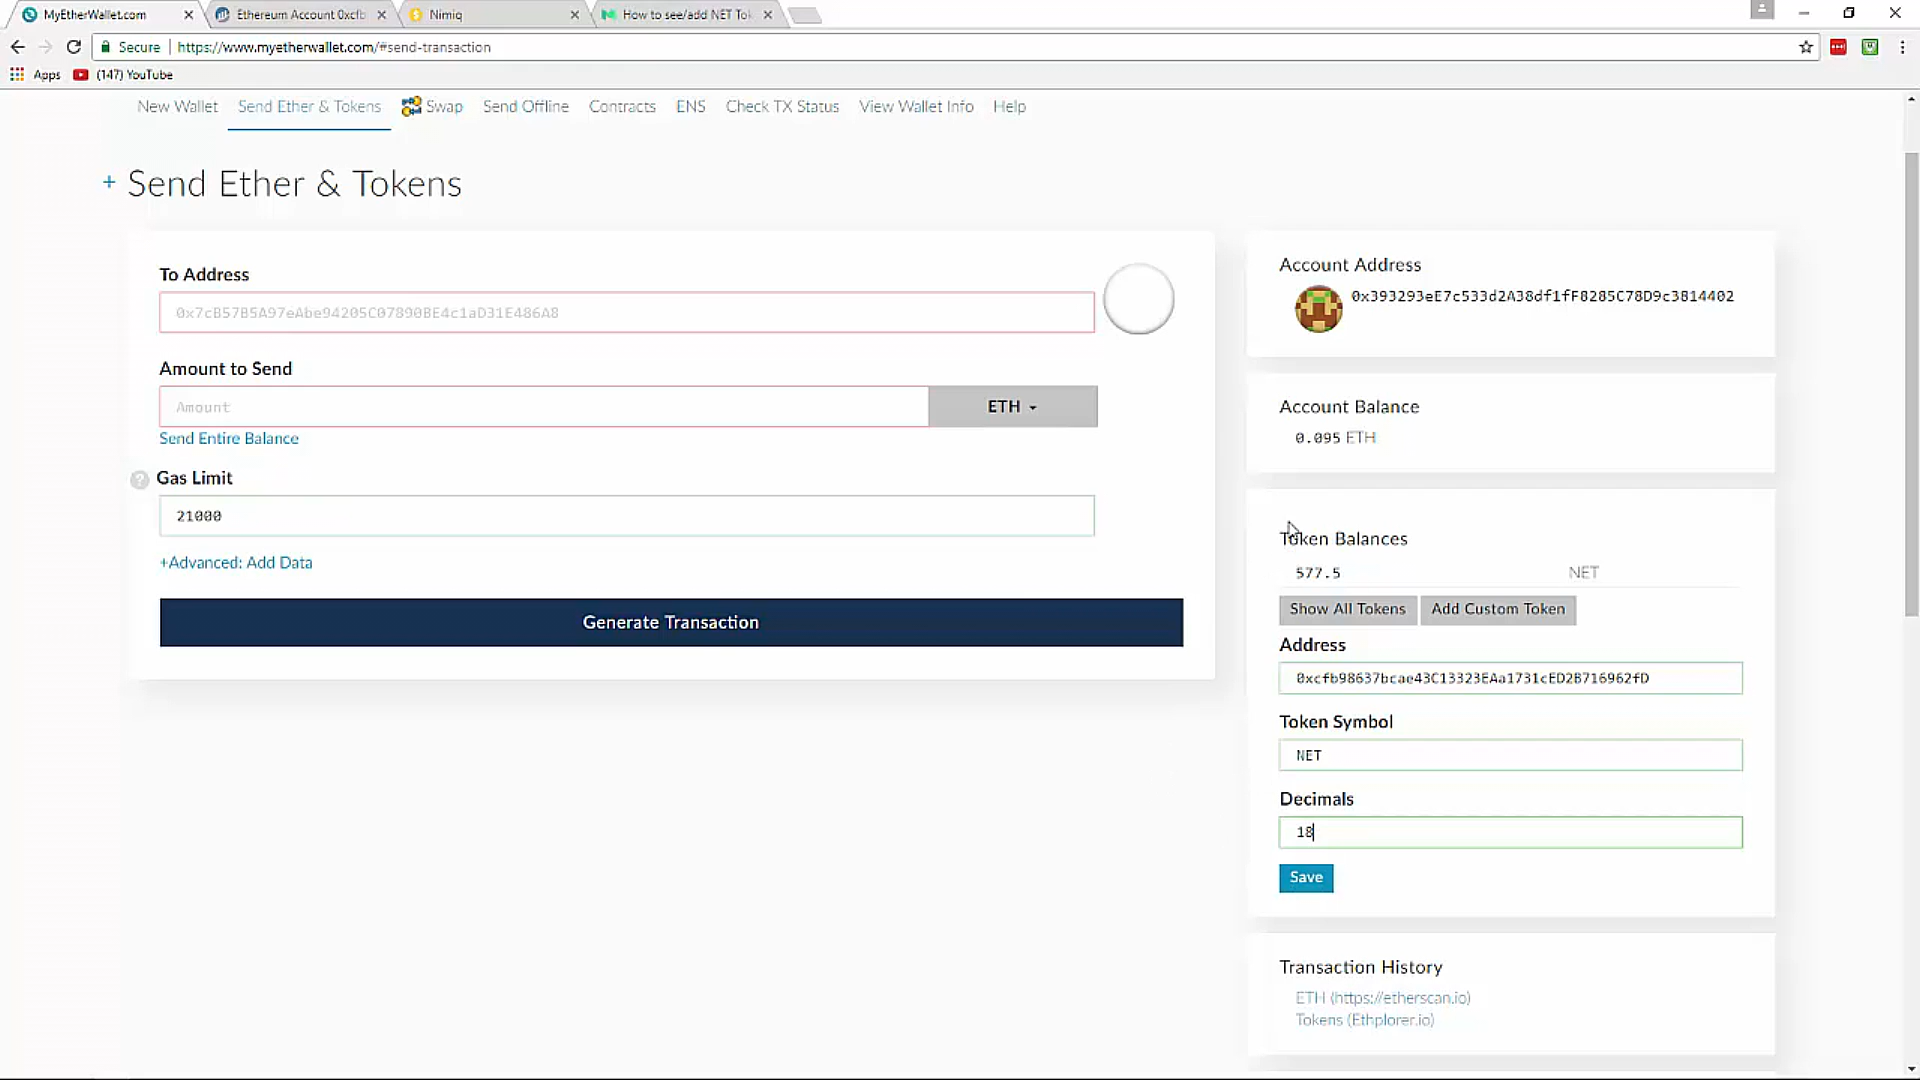 MyEtherWallet.com
Ethereum Account 0xcfb
Nimiq
How to see/add NET Tok
Secure
https://www.myetherwallet.com/#send-transaction
Apps
(147) YouTube
New Wallet
Send Ether & Tokens
Swap
Send Offline
Contracts
ENS
Check TX Status
View Wallet Info
Help
+ Send Ether & Tokens
To Address
0x7cB57B5A97eAbe94205C07890BE4c1aD31E486A8
Amount to Send
Amount
ETH
Send Entire Balance
? Gas Limit
21000
+Advanced: Add Data
Generate Transaction
Account Address
0x393293eE7c533d2A38df1fF8285C78D9c3814402
Account Balance
0.095 ETH
Token Balances
577.5 NET
Show All Tokens
Add Custom Token
Address
0xcfb98637bcae43C13323EAa1731cED2B716962fD
Token Symbol
NET
Decimals
18
Save
Transaction History
ETH (https://etherscan.io)
Tokens (Ethplorer.io)